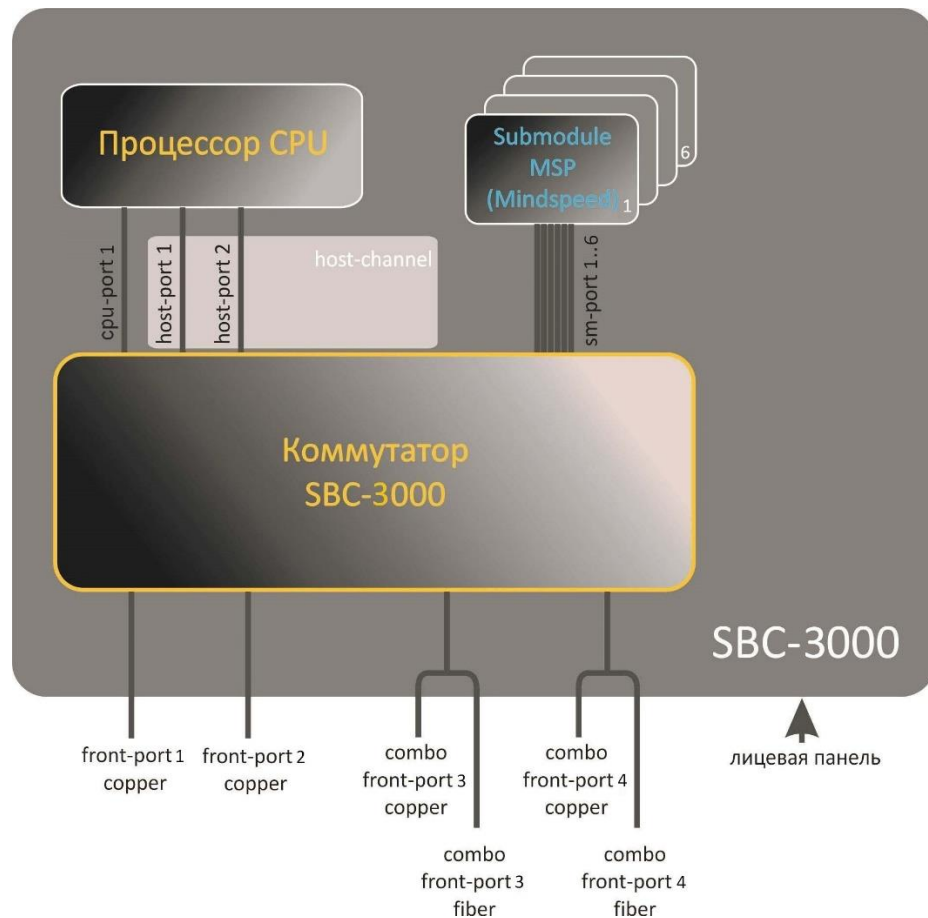 Процессор CPU
Submodule
MSP
(Mindspeed)
1
6
cpu-port 1
host-port 1
host-port 2
host-channel
sm-port 1..6
Коммутатор
SBC-3000
SBC-3000
front-port 1
copper
front-port 2
copper
combo
front-port 3
copper
combo
front-port 4
copper
лицевая панель
combo
front-port 3
fiber
combo
front-port 4
fiber